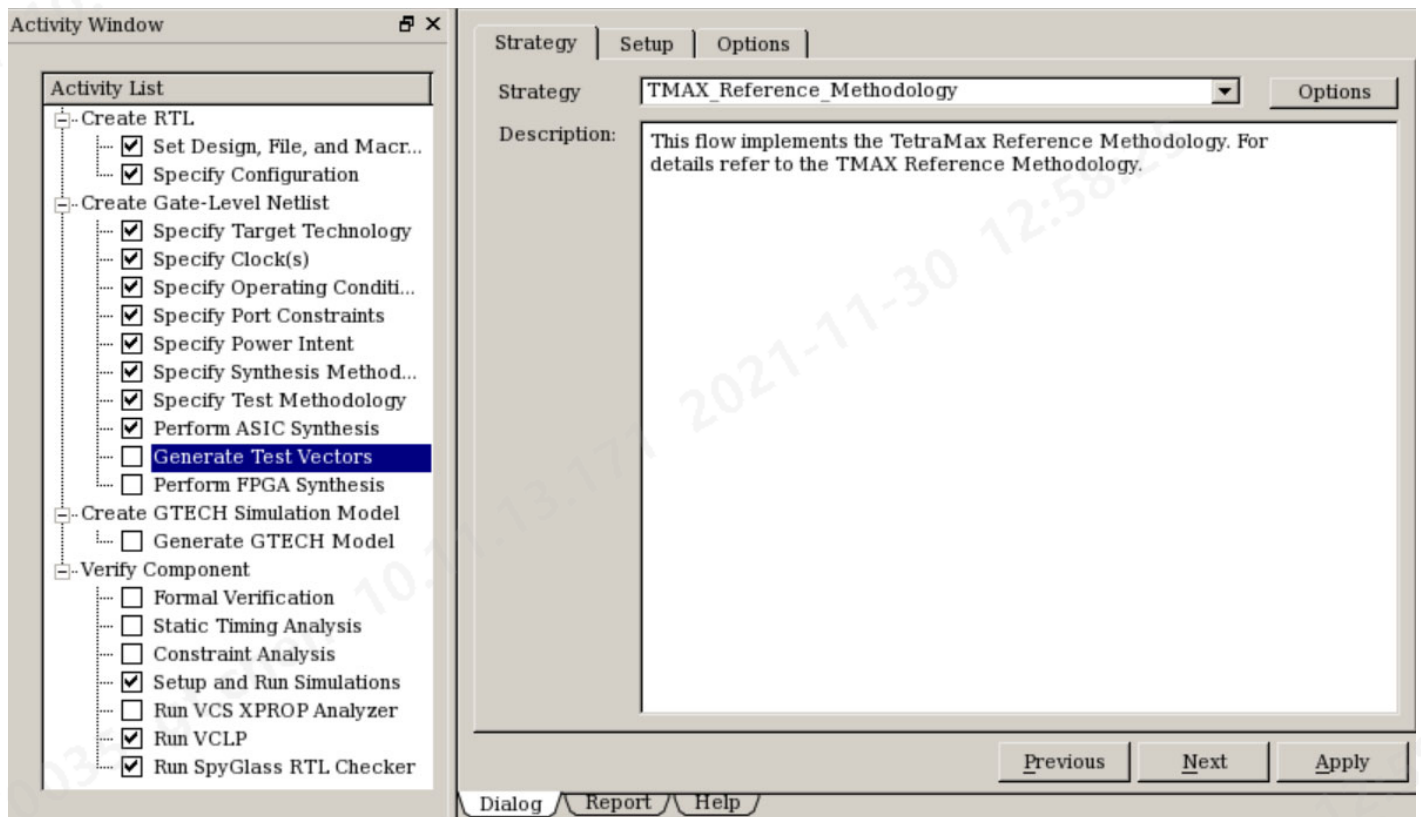 Activity Window
Activity List
Create RTL
Set Design, File, and Macr...
Specify Configuration
Create Gate-Level Netlist
Specify Target Technology
Specify Clock(s)
Specify Operating Conditi...
Specify Port Constraints
Specify Power Intent
Specify Synthesis Method...
Specify Test Methodology
Perform ASIC Synthesis
Generate Test Vectors
Perform FPGA Synthesis
Create GTECH Simulation Model
Generate GTECH Model
Verify Component
Formal Verification
Static Timing Analysis
Constraint Analysis
Setup and Run Simulations
Run VCS XPROP Analyzer
Run VCLP
Run SpyGlass RTL Checker
Strategy Setup Options
Strategy TMAX_Reference_Methodology Options
Description: This flow implements the TetraMax Reference Methodology. For
details refer to the TMAX Reference Methodology.
Previous Next Apply
Dialog Report Help
2021-11-30